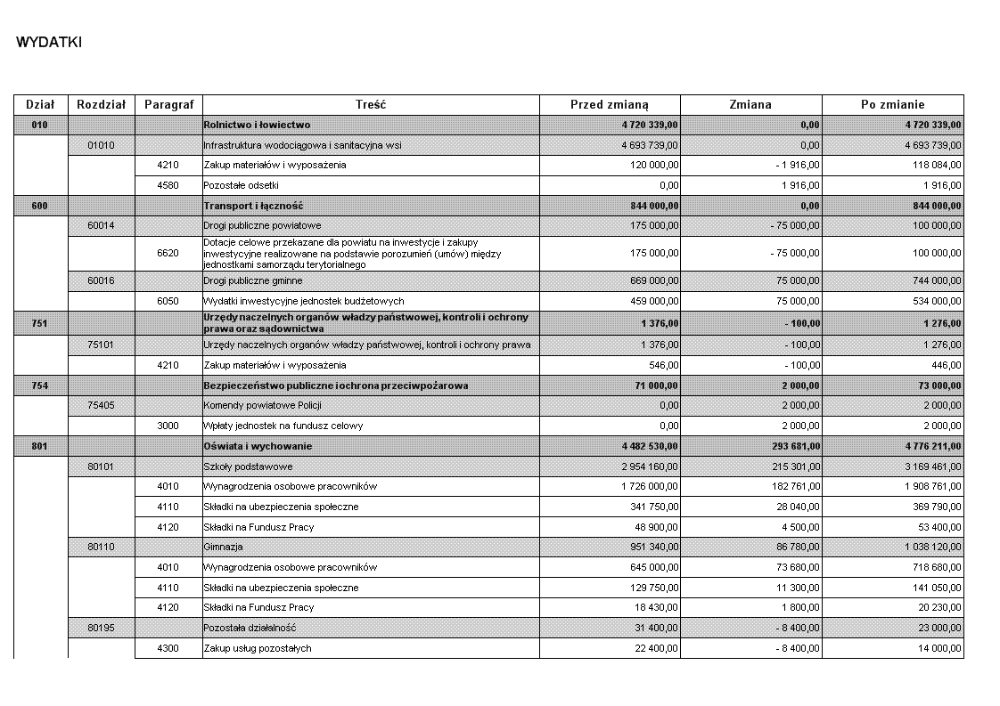 WYDATKI
Dział Rozdział Paragraf Treść Przed zmianą Zmiana Po zmianie
010 Rolnictwo i łowiectwo 4 720 339,00 0,00 4 720 339,00
01010 Infrastruktura wodociągowa i sanitacyjna wsi 4 693 739,00 0,00 4 693 739,00
4210 Zakup materiałów i wyposażenia 120 000,00 - 1 916,00 118 084,00
4580 Pozostałe odsetki 0,00 1 916,00 1 916,00
600 Transport i łączność 844 000,00 0,00 844 000,00
60014 Drogi publiczne powiatowe 175 000,00 - 75 000,00 100 000,00
Dotacje celowe przekazane dla powiatu na inwestycje i zakupy
6620 inwestycyjne realizowane na podstawie porozumień (umów) między 175 000,00 - 75 000,00 100 000,00
jednostkami samorządu terytorialnego
60016 Drogi publiczne gminne 669 000,00 75 000,00 744 000,00
6050 Wydatki inwestycyjne jednostek budżetowych 459 000,00 75 000,00 534 000,00
Urzędy naczelnych organów władzy państwowej, kontroli i ochrony
751 prawa oraz sądownictwa 1 376,00 - 100,00 1 276,00
75101 Urzędy naczelnych organów władzy państwowej, kontroli i ochrony prawa 1 376,00 - 100,00 1 276,00
4210 Zakup materiałów i wyposażenia 546,00 - 100,00 446,00
754 Bezpieczeństwo publiczne i ochrona przeciwpożarowa 71 000,00 2 000,00 73 000,00
75405 Komendy powiatowe Policji 0,00 2 000,00 2 000,00
3000 Wpłaty jednostek na fundusz celowy 0,00 2 000,00 2 000,00
801 Oświata i wychowanie 4 482 530,00 293 681,00 4 776 211,00
80101 Szkoły podstawowe 2 954 160,00 215 301,00 3 169 461,00
4010 Wynagrodzenia osobowe pracowników 1 726 000,00 182 761,00 1 908 761,00
4110 Składki na ubezpieczenia społeczne 341 750,00 28 040,00 369 790,00
4120 Składki na Fundusz Pracy 48 900,00 4 500,00 53 400,00
80110 Gimnazja 951 340,00 86 780,00 1 038 120,00
4010 Wynagrodzenia osobowe pracowników 645 000,00 73 680,00 718 680,00
4110 Składki na ubezpieczenia społeczne 129 750,00 11 300,00 141 050,00
4120 Składki na Fundusz Pracy 18 430,00 1 800,00 20 230,00
80195 Pozostała działalność 31 400,00 - 8 400,00 23 000,00
4300 Zakup usług pozostałych 22 400,00 - 8 400,00 14 000,00